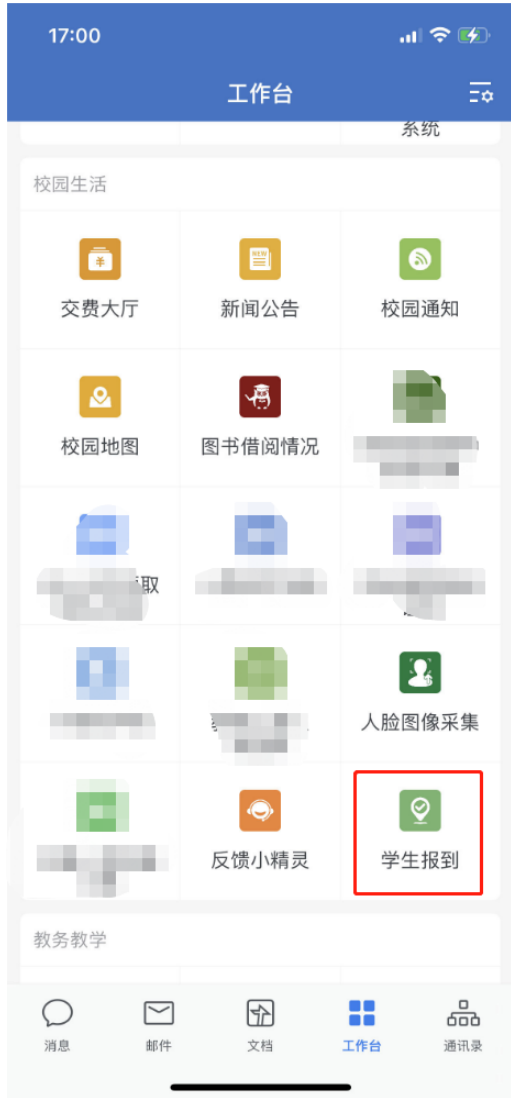 17:00
工作台
系统
校园生活
交费大厅
新闻公告
校园通知
校园地图
图书借阅情况
取
人脸图像采集
反馈小精灵
学生报到
教务教学
消息
邮件
文档
工作台
通讯录